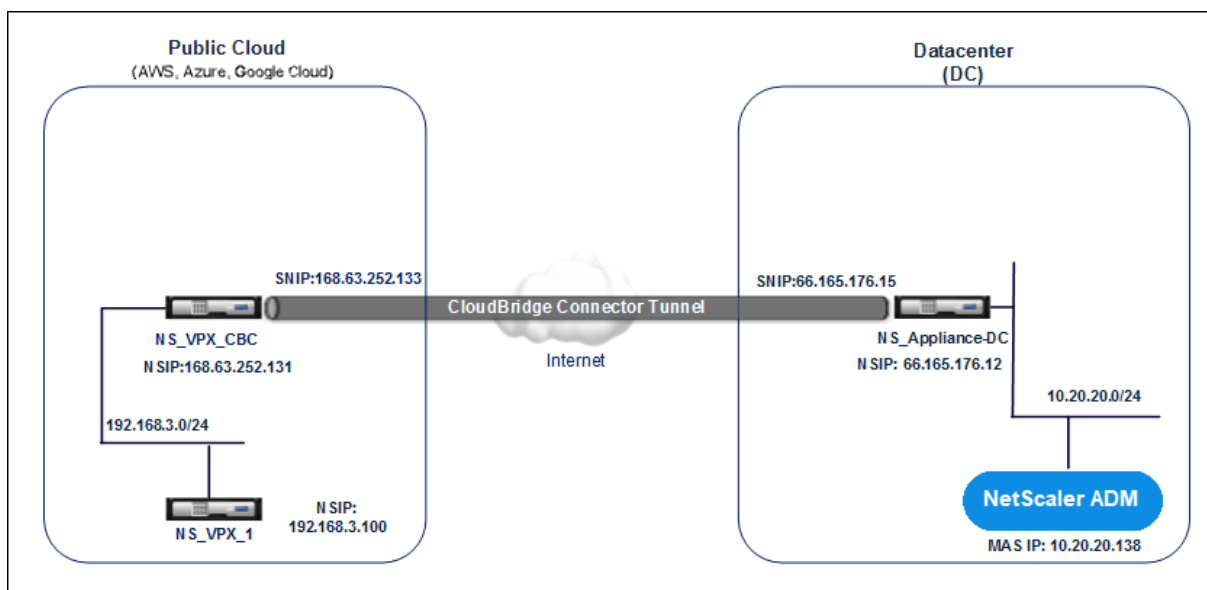 Public Cloud
(AWS, Azure, Google Cloud)
Datacenter
(DC)
SNIP:168.63.252.133
SNIP:66.165.176.15
CloudBridge Connector Tunnel
Internet
NS_VPX_CBC
NSIP:168.63.252.131
NS_Appliance-DC
NSIP: 66.165.176.12
192.168.3.0/24
10.20.20.0/24
NS_VPX_1
NSIP:
192.168.3.100
NetScaler ADM
MAS IP: 10.20.20.138